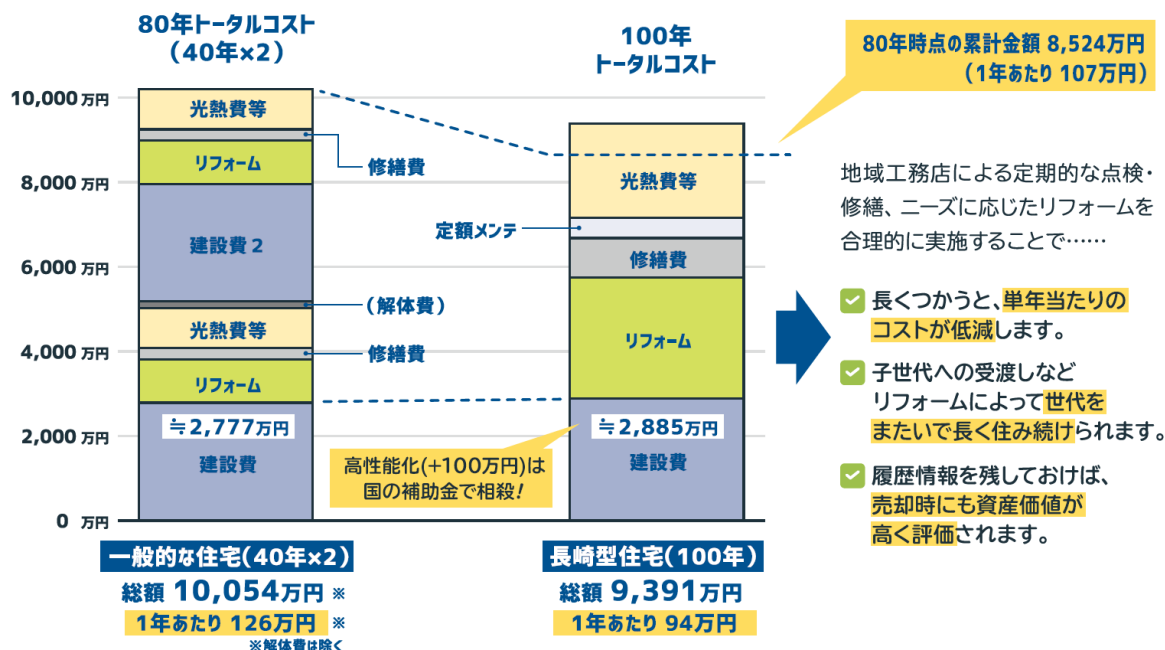 80年トータルコスト
(40年×2)
100年
トータルコスト
80年時点の累計金額 8,524万円
(1年あたり 107万円)
10,000 万円
8,000 万円
6,000 万円
4,000 万円
2,000 万円
0 万円
光熱費等
修繕費
リフォーム
建設費 2
(解体費)
光熱費等
修繕費
リフォーム
≒2,777万円
建設費
光熱費等
定額メンテ
修繕費
リフォーム
≒2,885万円
建設費
高性能化(+100万円)は
国の補助金で相殺!
一般的な住宅(40年×2)
総額 10,054万円 ※
1年あたり 126万円 ※
※解体費は除く
長崎型住宅(100年)
総額 9,391万円
1年あたり 94万円
地域工務店による定期的な点検・
修繕、ニーズに応じたリフォームを
合理的に実施することで……
長くつかうと、単年当たりの
コストが低減します。
子世代への受渡しなど
リフォームによって世代を
またいで長く住み続けられます。
履歴情報を残しておけば、
売却時にも資産価値が
高く評価されます。